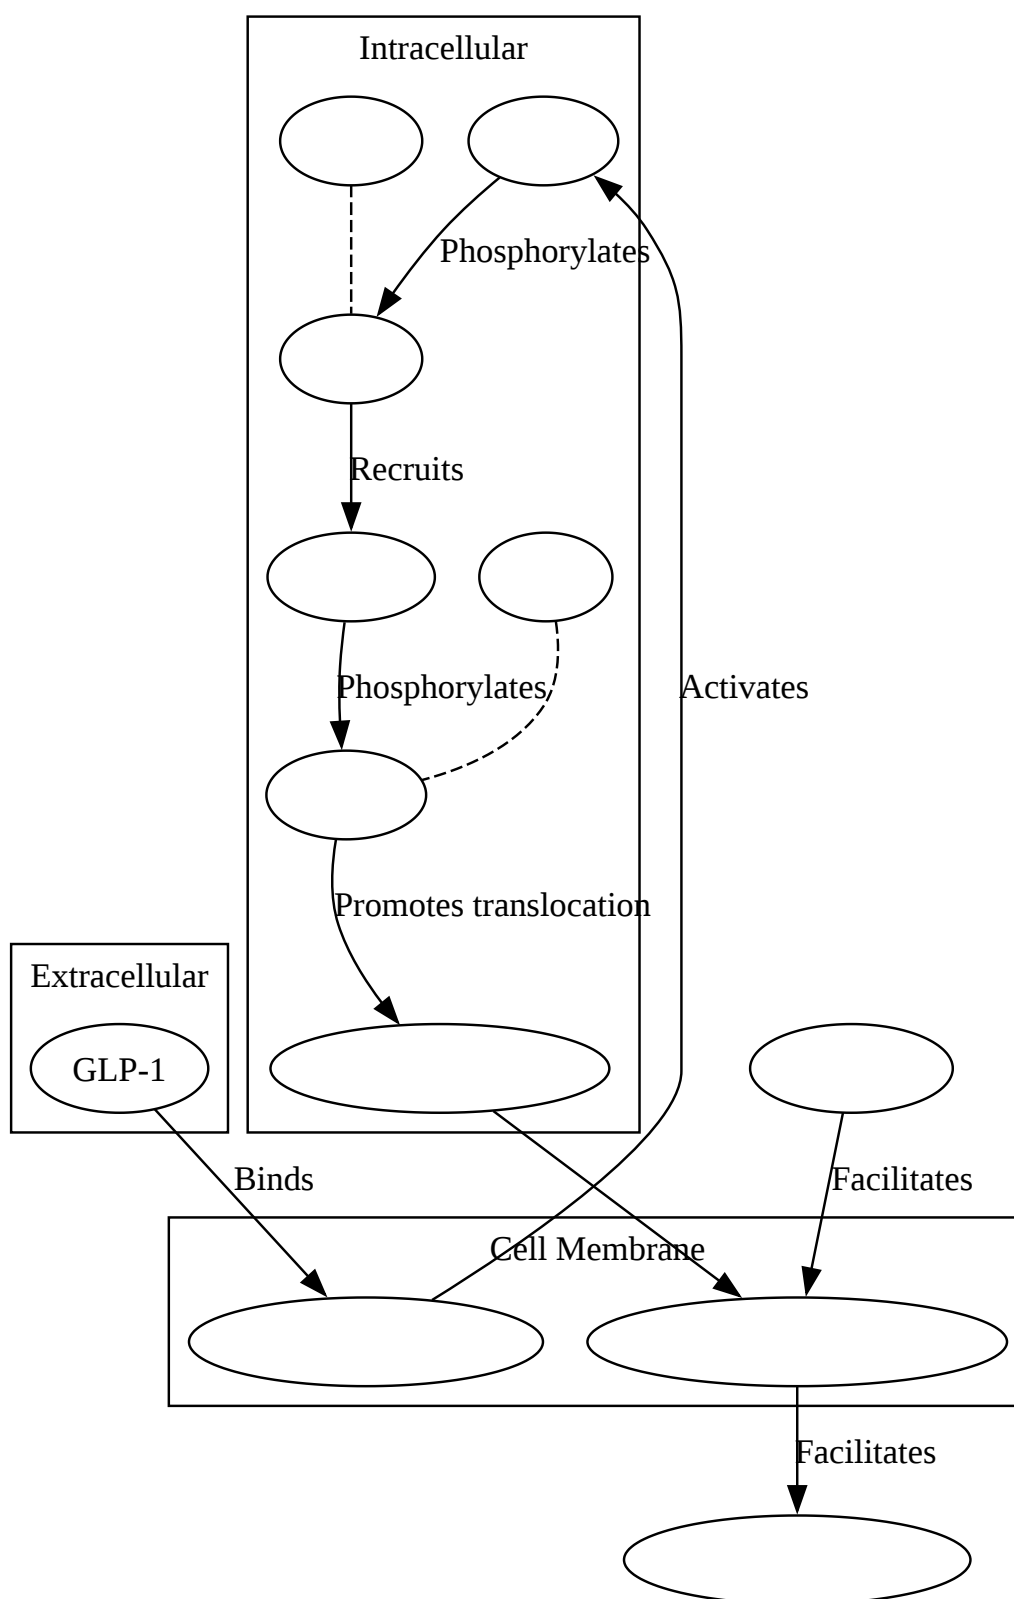 Intracellular
Phosphorylates
Recruits
Phosphorylates
Activates
Promotes translocation
Extracellular
GLP-1
Binds
Facilitates
Cell Membrane
Facilitates